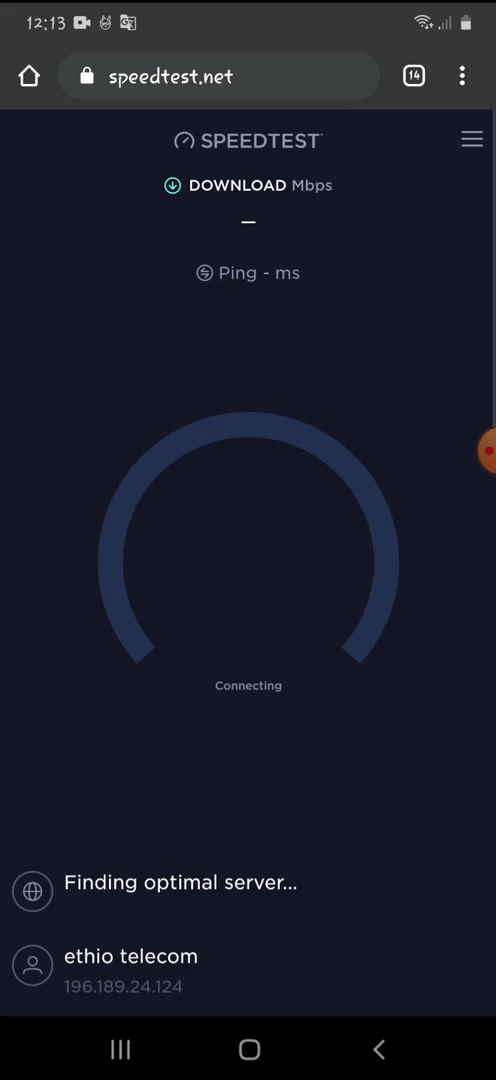 12:13
speedtest.net
14
SPEEDTEST
DOWNLOAD Mbps
—
Ping - ms
Connecting
Finding optimal server...
ethio telecom
196.189.24.124